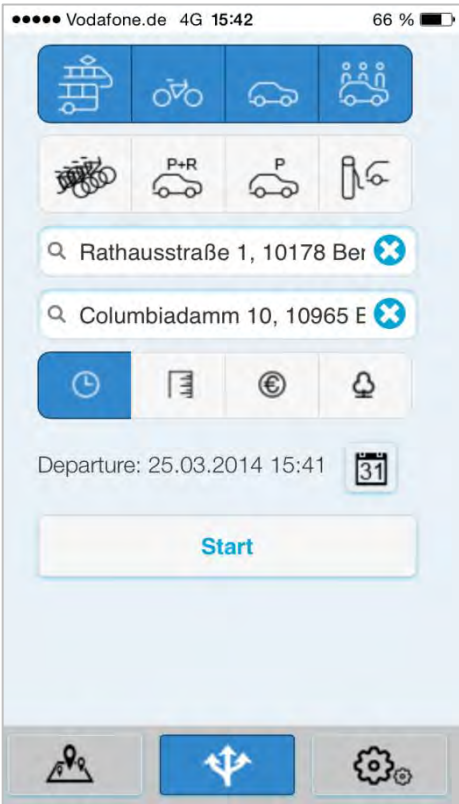 Vodafone.de 4G 15:42 66 %
P+R P
Rathausstraße 1, 10178 Ber
Columbiadamm 10, 10965 E
€
Departure: 25.03.2014 15:41 31
Start